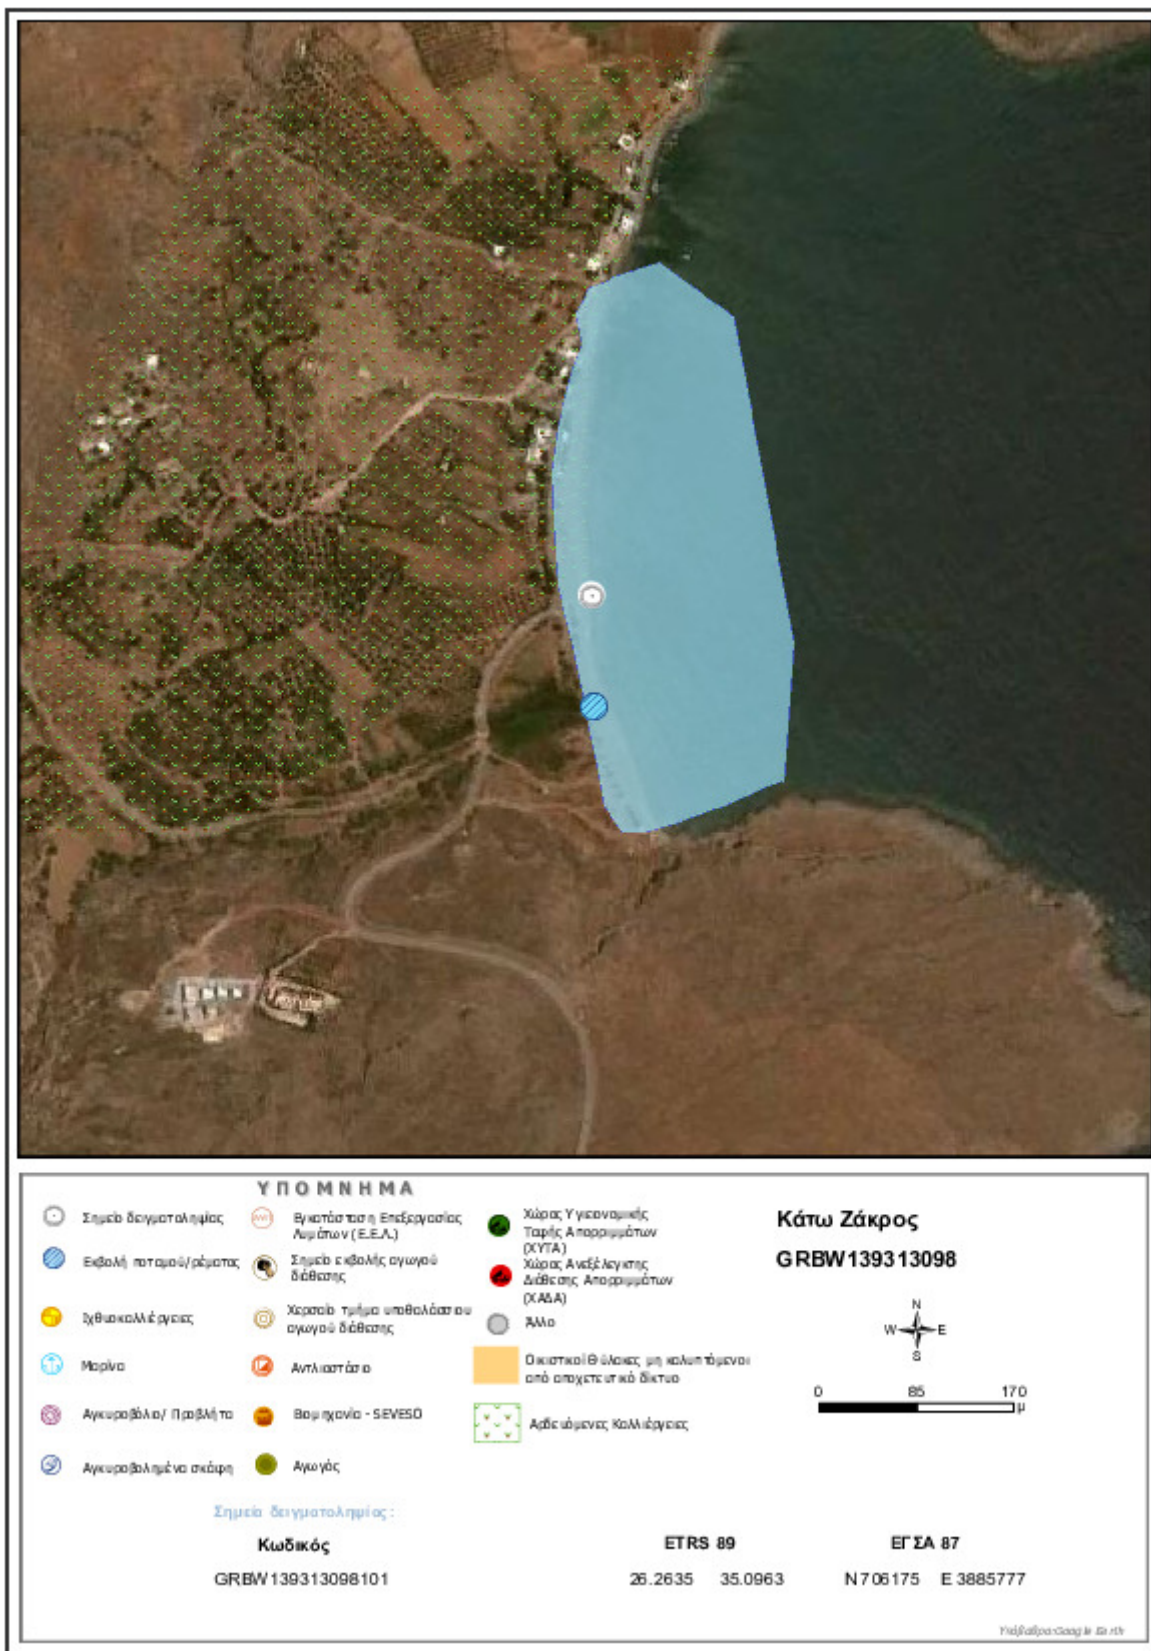 ΥΠΟΜΝΗΜΑ
Σημείο δειγματοληψίας
Εκβολή ποταμού/ρέματος
Ιχθυοκαλλιέργειες
Μαρίνα
Αγκυροβόλιο/ Προβλήτα
Αγκυροβολημένα σκάφη
Εγκατάσταση Επεξεργασίας
Λυμάτων (Ε.Ε.Λ.)
Σημείο εκβολής αγωγού
διάθεσης
Χερσαίο τμήμα υποθαλάσσιου
αγωγού διάθεσης
Αντλιοστάσιο
Βιομηχανία - SEVESO
Αγωγός
Χώρος Υγειονομικής
Ταφής Απορριμμάτων
(ΧΥΤΑ)
Χώρος Ανεξέλεγκτης
Διάθεσης Απορριμμάτων
(ΧΑΔΑ)
Άλλο
Οικιστικοί Θύλακες μη καλυπτόμενοι
από αποχετευτικό δίκτυο
Αρδευόμενες Καλλιέργειες
Κάτω Ζάκρος
GRBW139313098
N
W E
S
0 85 170
μ
Σημεία δειγματοληψίας:
Κωδικός ETRS 89 ΕΓΣΑ 87
GRBW139313098101 26.2635 35.0963 N 706175 E 3885777
Υπόβαθρο:Google Earth